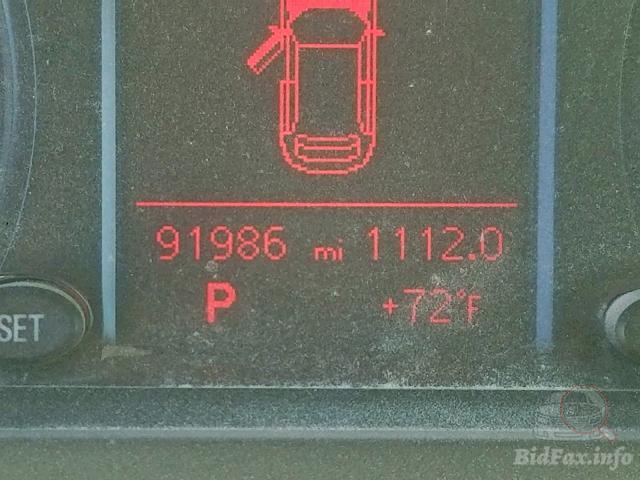 91986 mi 1112.0
P +72°F
SET
BidFax.info